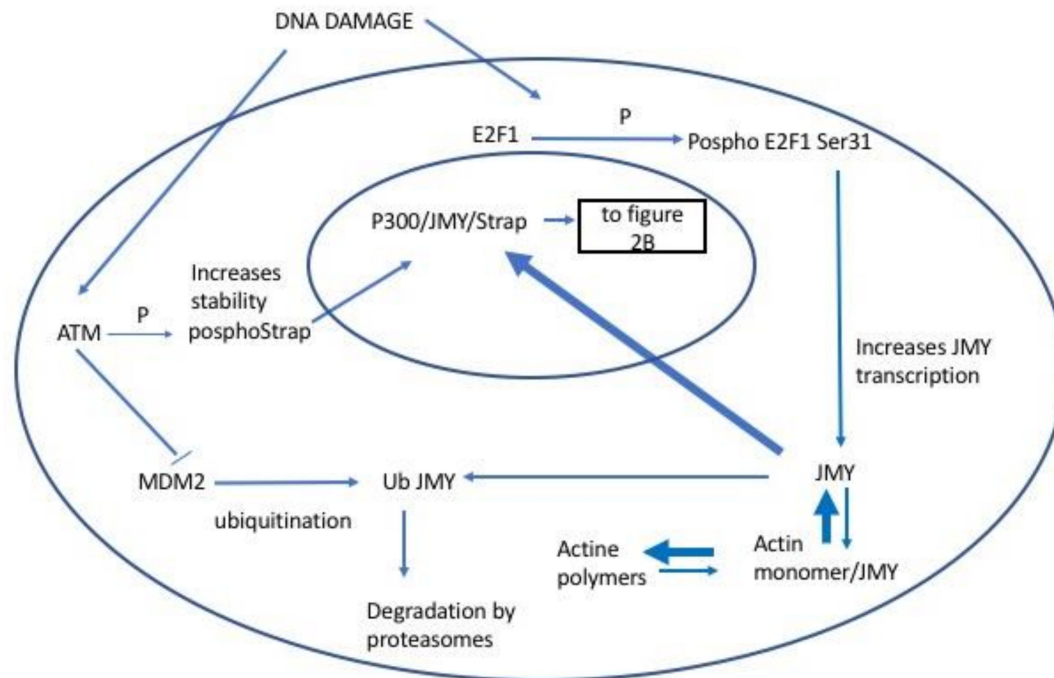 DNA DAMAGE
E2F1
P
Pospho E2F1 Ser31
P300/JMY/Strap
to figure
2B
Increases
stability
posphoStrap
ATM
P
Increases JMY
transcription
MDM2
ubiquitination
Ub JMY
JMY
Actine
polymers
Actin
monomer/JMY
Degradation by
proteasomes